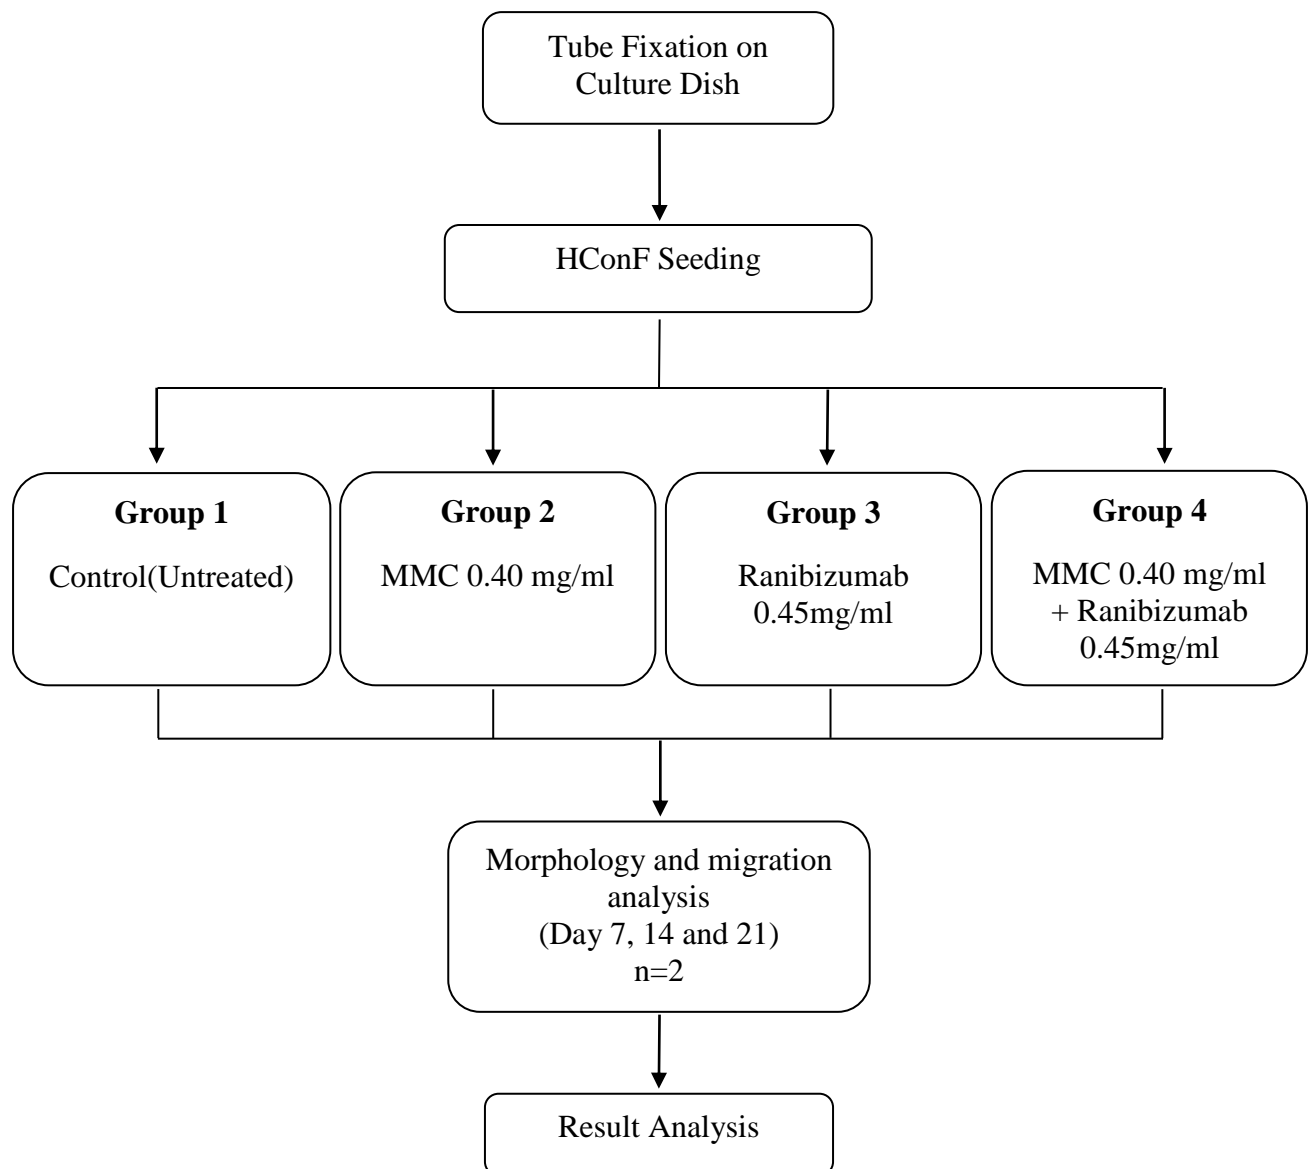 Tube Fixation on
Culture Dish
HConF Seeding
Group 1
Control(Untreated)
Group 2
MMC 0.40 mg/ml
Group 3
Ranibizumab
0.45mg/ml
Group 4
MMC 0.40 mg/ml
+ Ranibizumab
0.45mg/ml
Morphology and migration
analysis
(Day 7, 14 and 21)
n=2
Result Analysis